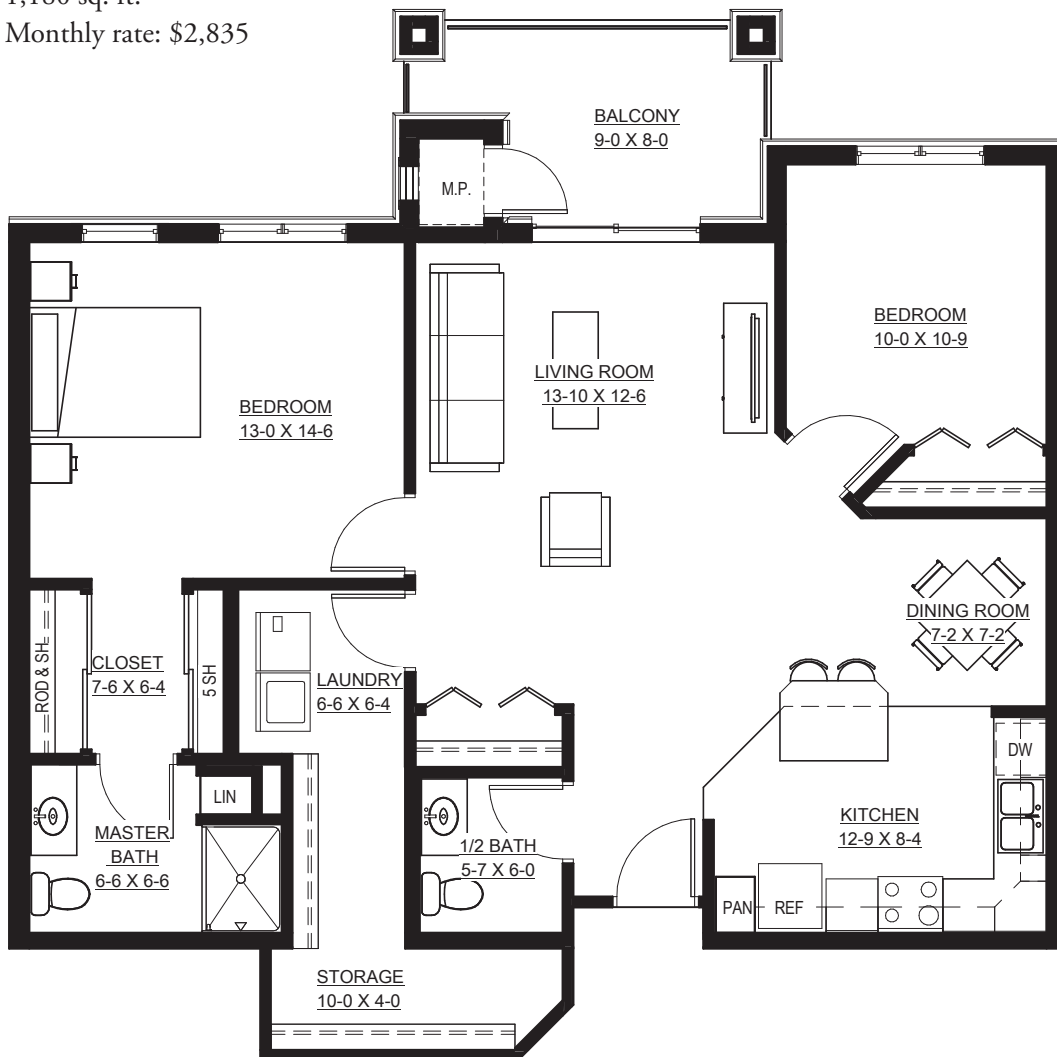 1,180 sq. ft.
Monthly rate: $2,835
BALCONY
9-0 X 8-0
M.P.
BEDROOM
10-0 X 10-9
LIVING ROOM
13-10 X 12-6
BEDROOM
13-0 X 14-6
DINING ROOM
7-2 X 7-2
ROD & SH
CLOSET
7-6 X 6-4
5 SH
LAUNDRY
6-6 X 6-4
DW
LIN
KITCHEN
12-9 X 8-4
MASTER
BATH
6-6 X 6-6
1/2 BATH
5-7 X 6-0
PAN
REF
STORAGE
10-0 X 4-0